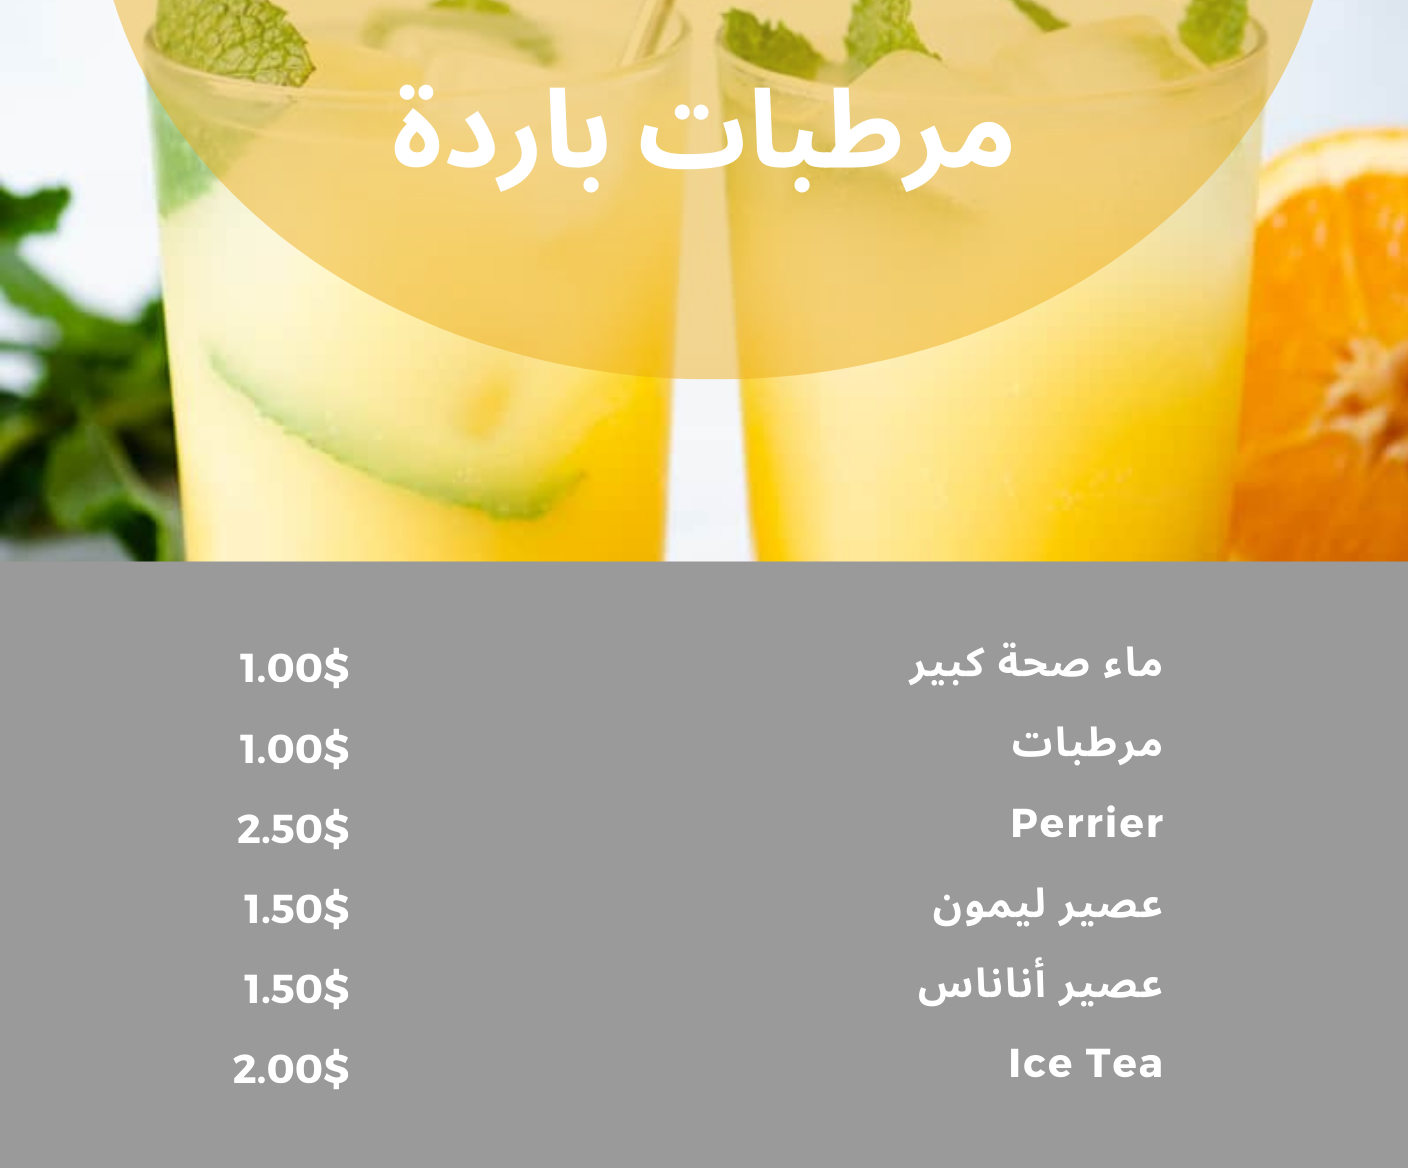 مرطبات باردة
ماء صحة كبير 1.00$
مرطبات 1.00$
Perrier 2.50$
عصير ليمون 1.50$
عصير أناناس 1.50$
Ice Tea 2.00$